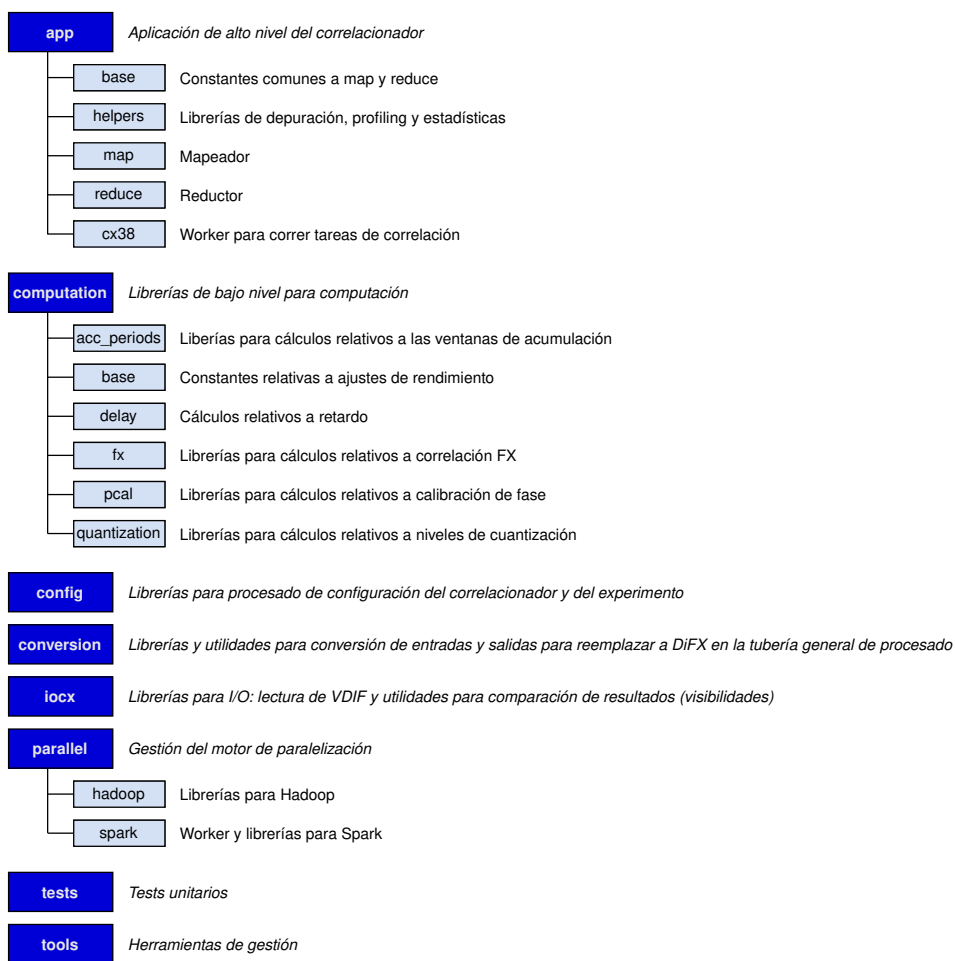 app Aplicación de alto nivel del correlacionador
base Constantes comunes a map y reduce
helpers Librerías de depuración, profiling y estadísticas
map Mapeador
reduce Reductor
cx38 Worker para correr tareas de correlación
computation Librerías de bajo nivel para computación
acc_periods Liberías para cálculos relativos a las ventanas de acumulación
base Constantes relativas a ajustes de rendimiento
delay Cálculos relativos a retardo
fx Librerías para cálculos relativos a correlación FX
pcal Librerías para cálculos relativos a calibración de fase
quantization Librerías para cálculos relativos a niveles de cuantización
config Librerías para procesado de configuración del correlacionador y del experimento
conversion Librerías y utilidades para conversión de entradas y salidas para reemplazar a DiFX en la tubería general de procesado
iocx Librerías para I/O: lectura de VDIF y utilidades para comparación de resultados (visibilidades)
parallel Gestión del motor de paralelización
hadoop Librerías para Hadoop
spark Worker y librerías para Spark
tests Tests unitarios
tools Herramientas de gestión